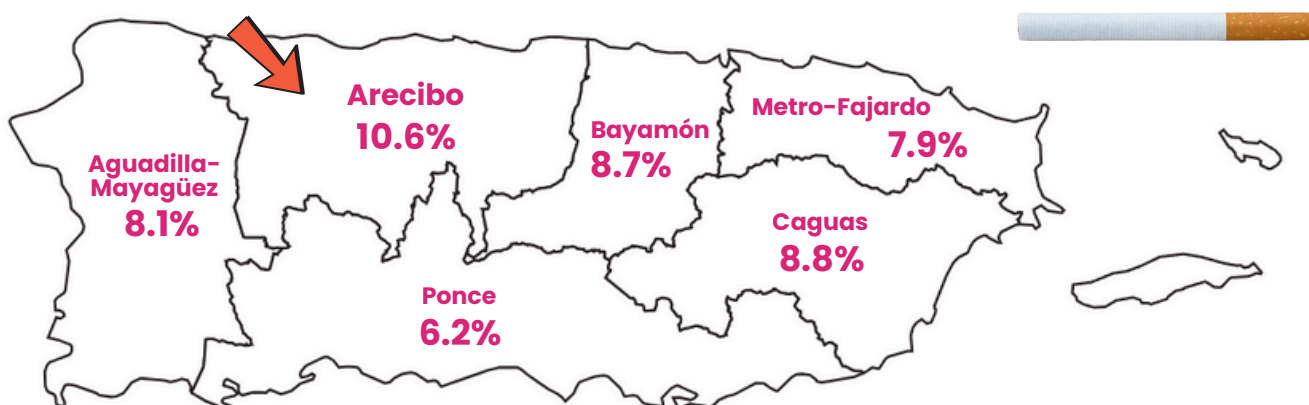 Arecibo
10.6%
Metro-Fajardo
7.9%
Bayamón
8.7%
Aguadilla-
Mayagüez
8.1%
Caguas
8.8%
Ponce
6.2%